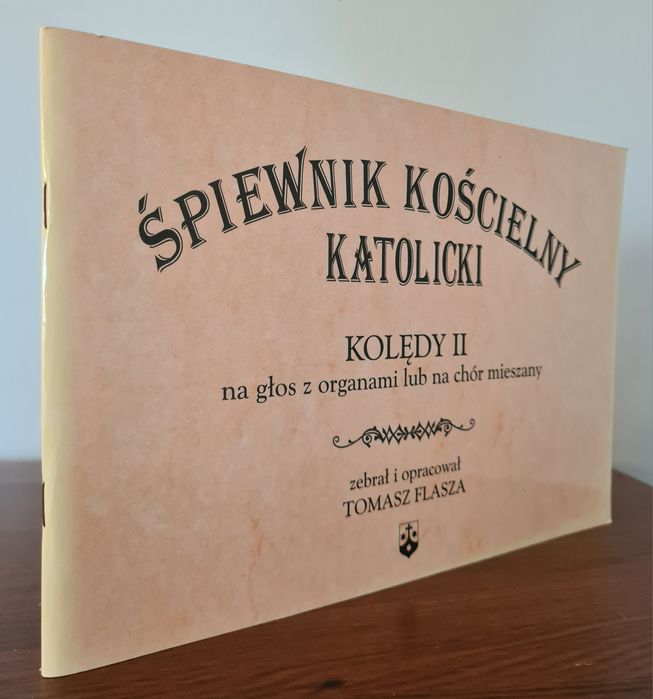 ŚPIEWNIK KOŚCIELNY
KATOLICKI
KOLĘDY II
na głos z organami lub na chór mieszany
zebrał i opracował
TOMASZ FLASZA